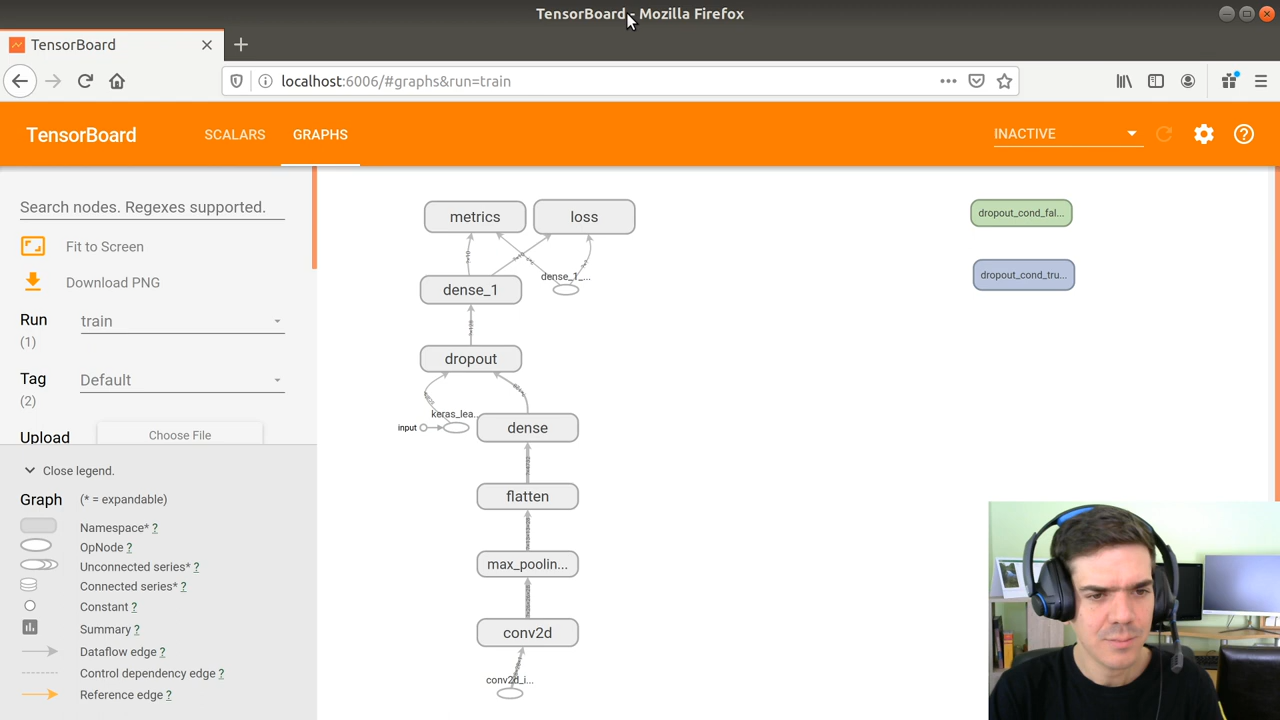 TensorBoard - Mozilla Firefox
TensorBoard
localhost:6006/#graphs&run=train
TensorBoard
SCALARS
GRAPHS
INACTIVE
Search nodes. Regexes supported.
Fit to Screen
Download PNG
Run
(1)
train
Tag
(2)
Default
Upload
Choose File
Close legend.
Graph
(* = expandable)
Namespace* ?
OpNode ?
Unconnected series* ?
Connected series* ?
Constant ?
Summary ?
Dataflow edge ?
Control dependency edge ?
Reference edge ?
metrics
loss
dense_1_...
dense_1
dropout
keras_lea...
input
dense
flatten
max_poolin...
conv2d
conv2d_i...
dropout_cond_fal...
dropout_cond_tru...